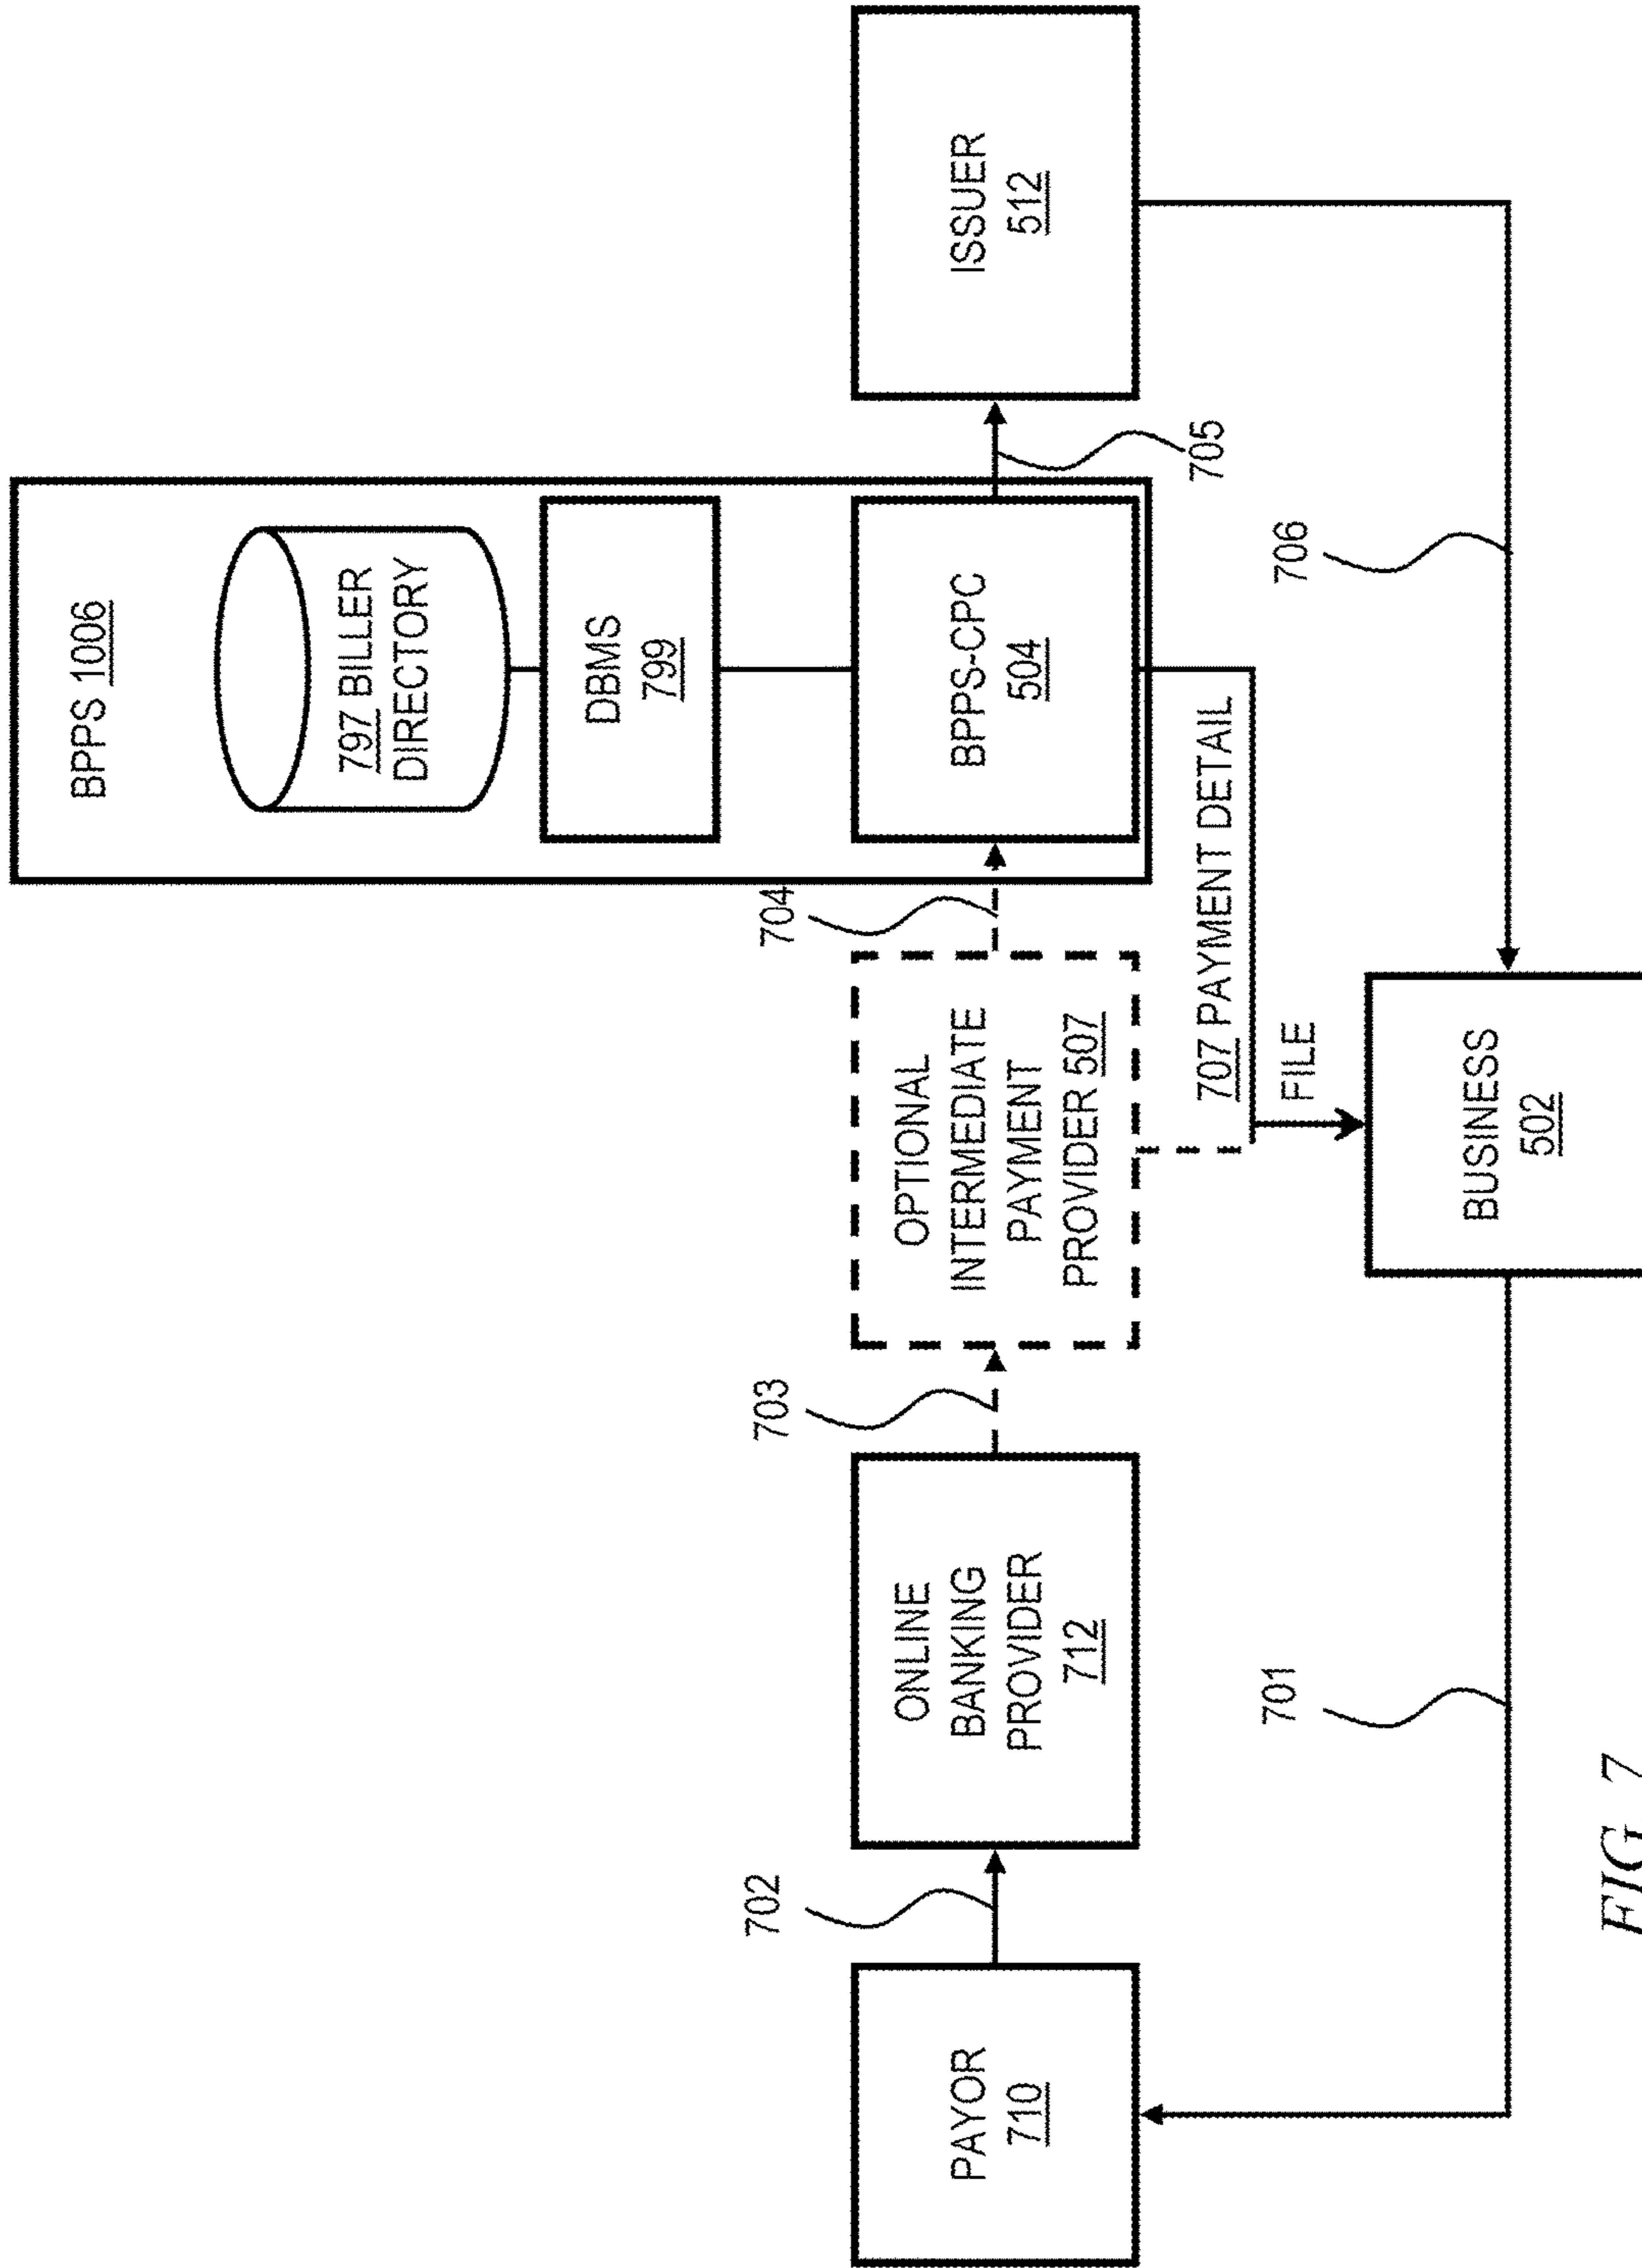 BPPS 1006
797 BILLER
DIRECTORY
DBMS
799
702
703
704
PAYOR
710
ONLINE
BANKING
PROVIDER
712
OPTIONAL
INTERMEDIATE
PAYMENT
PROVIDER 507
BPPS-CPC
504
ISSUER
512
705
707 PAYMENT DETAIL
FILE
701
706
BUSINESS
502
FIG. 7